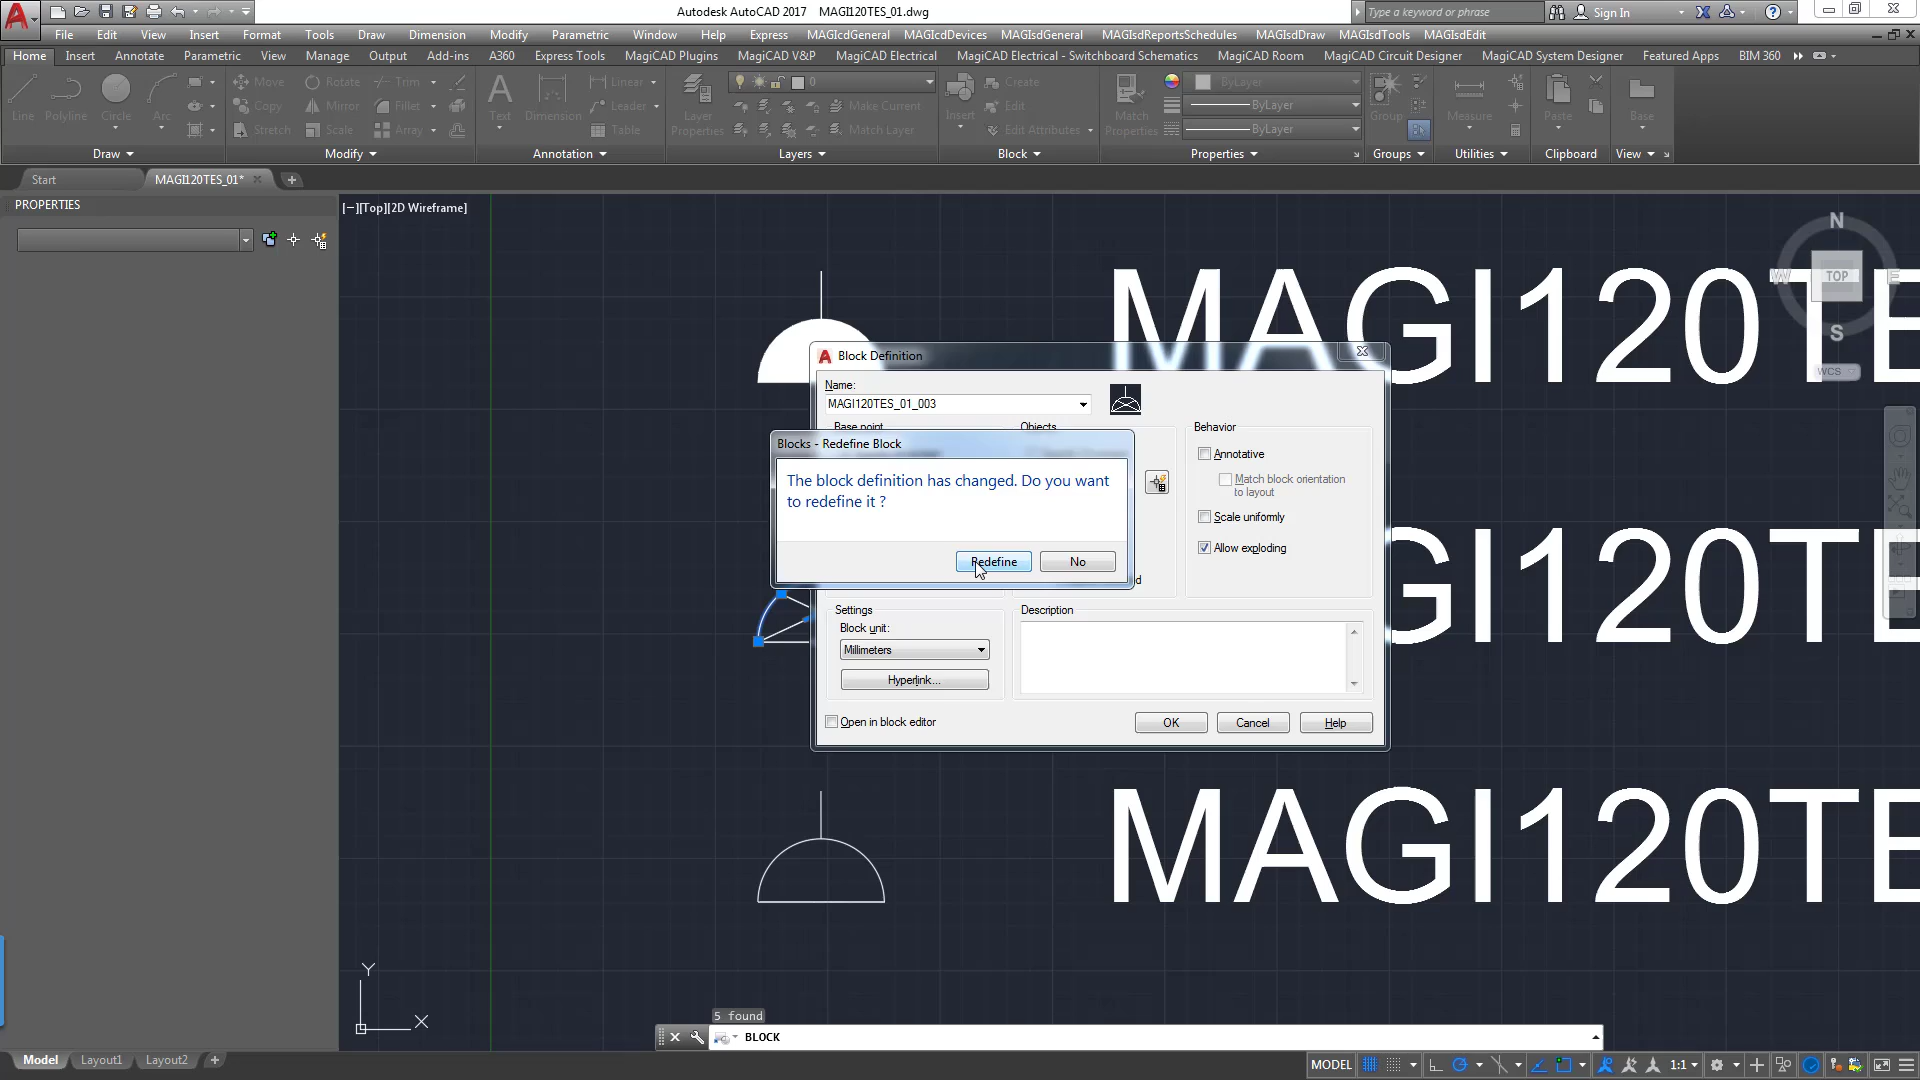 Autodesk AutoCAD 2017 MAGI120TES_01.dwg
Type a keyword or phrase
Sign In
File Edit View Insert Format Tools Draw Dimension Modify Parametric Window Help Express MAGIcdGeneral MAGIcdDevices MAGIsdGeneral MAGIsdReportsSchedules MAGIsdDraw MAGIsdTools MAGIsdEdit
Home Insert Annotate Parametric View Manage Output Add-ins A360 Express Tools MagiCAD Plugins MagiCAD V&P MagiCAD Electrical MagiCAD Electrical - Switchboard Schematics MagiCAD Room MagiCAD Circuit Designer MagiCAD System Designer Featured Apps BIM 360
Move Rotate Trim Linear 0 Create ByLayer
Line Polyline Circle Arc Copy Mirror Fillet Text Dimension Leader Layer Properties Make Current Insert Edit Match Properties ByLayer Group Measure Paste Base
Stretch Scale Array Table Match Layer Edit Attributes ByLayer
Draw Modify Annotation Layers Block Properties Groups Utilities Clipboard View
Start MAGI120TES_01*
PROPERTIES
[−][Top][2D Wireframe]
N
W TOP E
S
WCS
MAGI120TE
Block Definition
Name:
MAGI120TES_01_003
Base point Objects Behavior
Blocks - Redefine Block
The block definition has changed. Do you want
to redefine it ?
Redefine No
Annotative
Match block orientation
to layout
Scale uniformly
Allow exploding
Settings Description
Block unit:
Millimeters
Hyperlink...
Open in block editor
OK Cancel Help
MAGI120TE
Y
X
5 found
BLOCK
Model Layout1 Layout2
MODEL 1:1